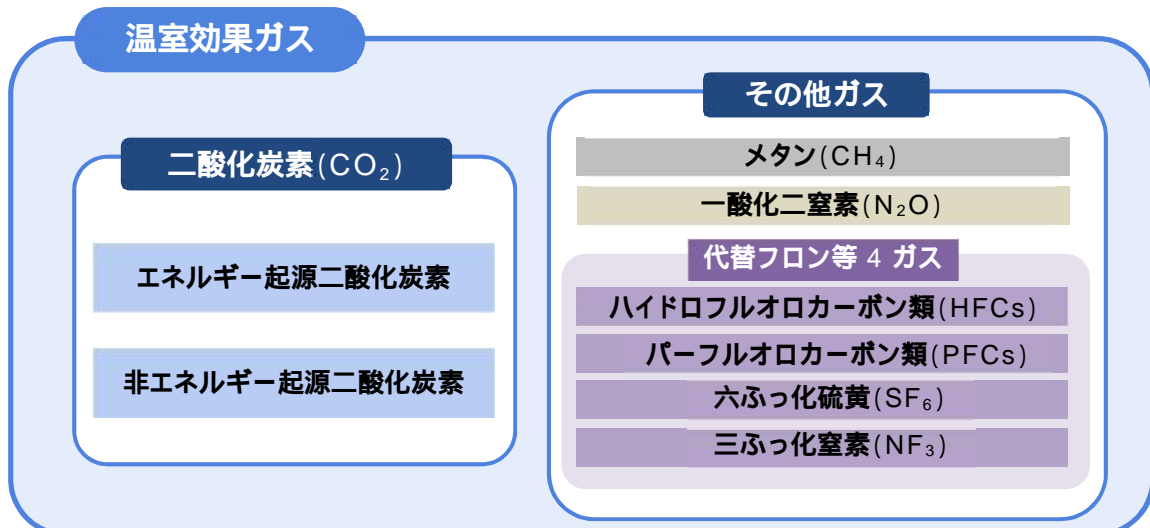 温室効果ガス
二酸化炭素(CO₂)
エネルギー起源二酸化炭素
非エネルギー起源二酸化炭素
その他ガス
メタン(CH₄)
一酸化二窒素(N₂O)
代替フロン等 4 ガス
ハイドロフルオロカーボン類(HFCs)
パーフルオロカーボン類(PFCs)
六ふっ化硫黄(SF₆)
三ふっ化窒素(NF₃)